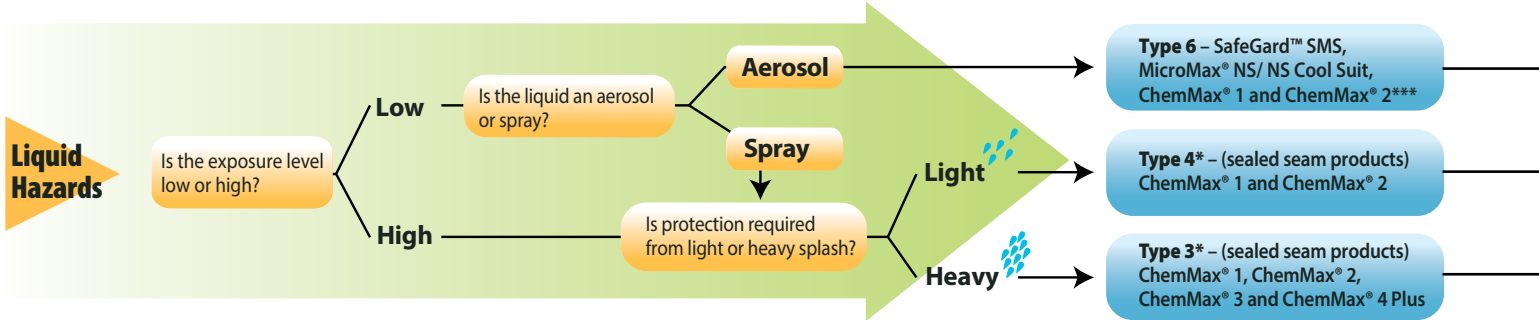 Liquid
Hazards
Is the exposure level
low or high?
Low
High
Is the liquid an aerosol
or spray?
Aerosol
Spray
Is protection required
from light or heavy splash?
Light
Heavy
Type 6 – SafeGard™ SMS,
MicroMax® NS/ NS Cool Suit,
ChemMax® 1 and ChemMax® 2***
Type 4* – (sealed seam products)
ChemMax® 1 and ChemMax® 2
Type 3* – (sealed seam products)
ChemMax® 1, ChemMax® 2,
ChemMax® 3 and ChemMax® 4 Plus